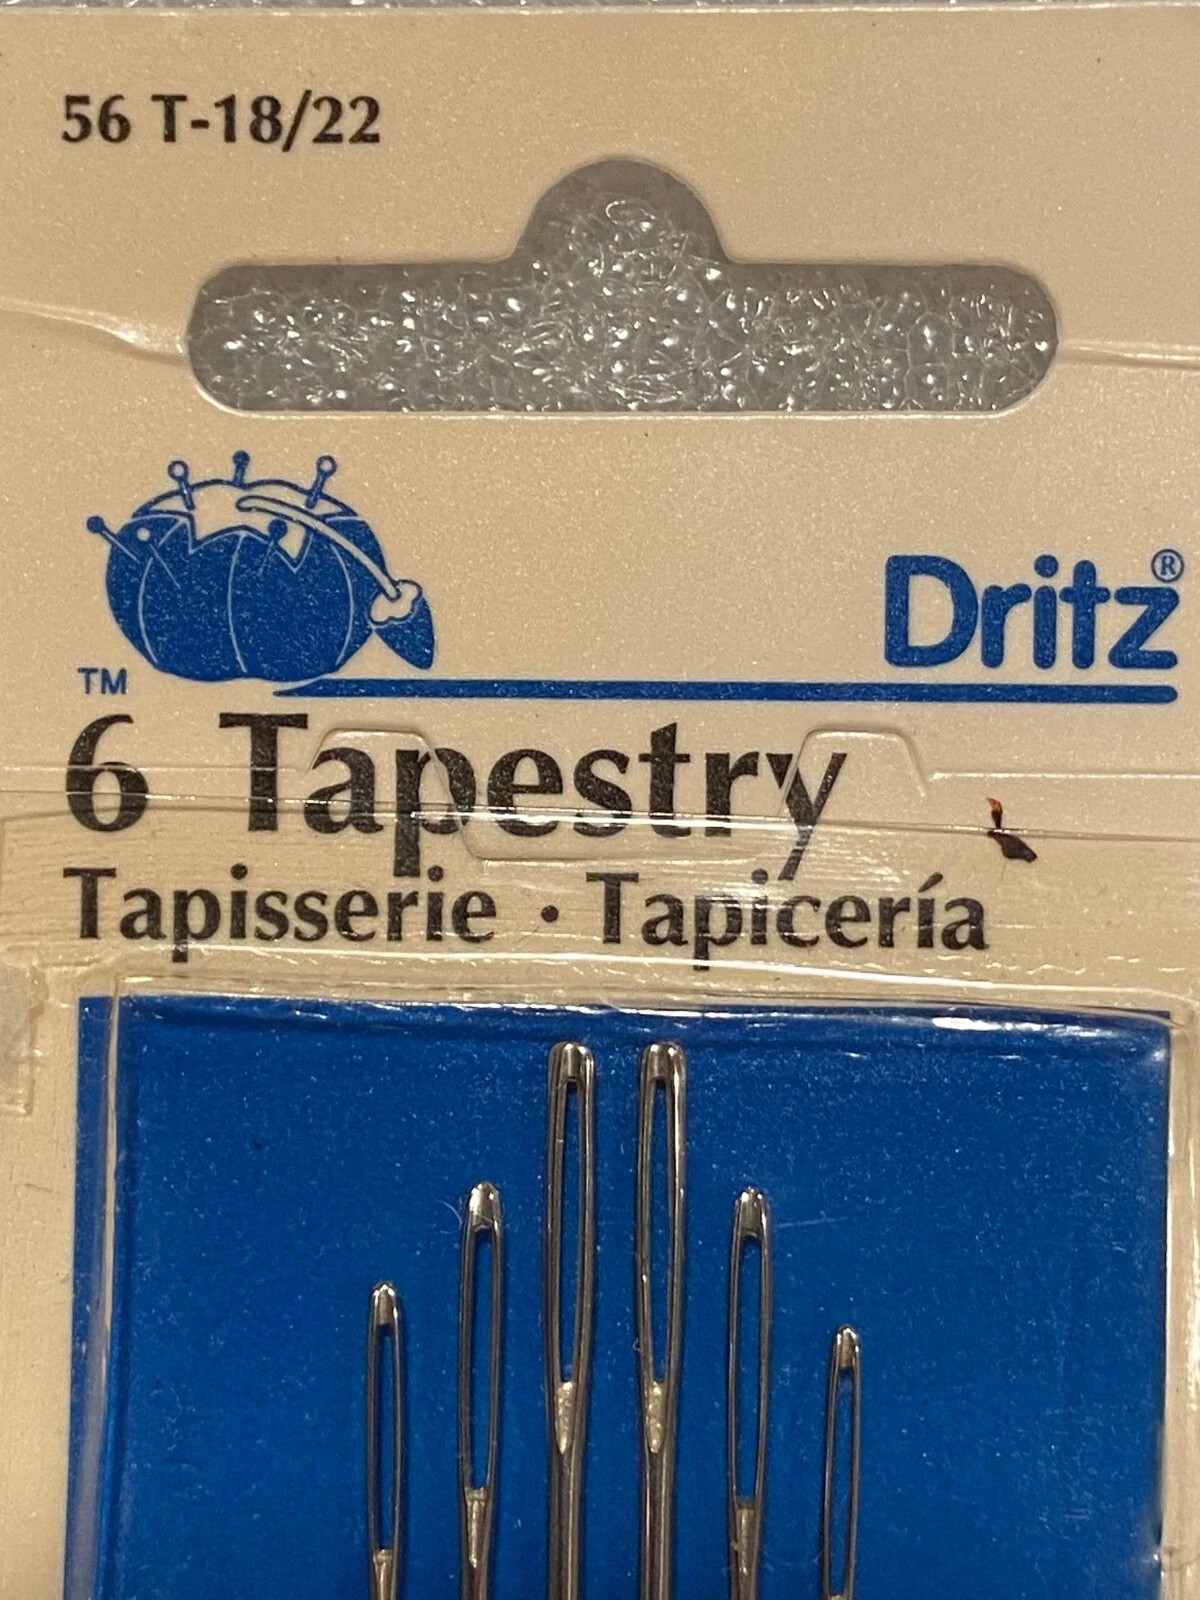 56 T-18/22
Dritz®
TM
6 Tapestry
Tapisserie • Tapicería